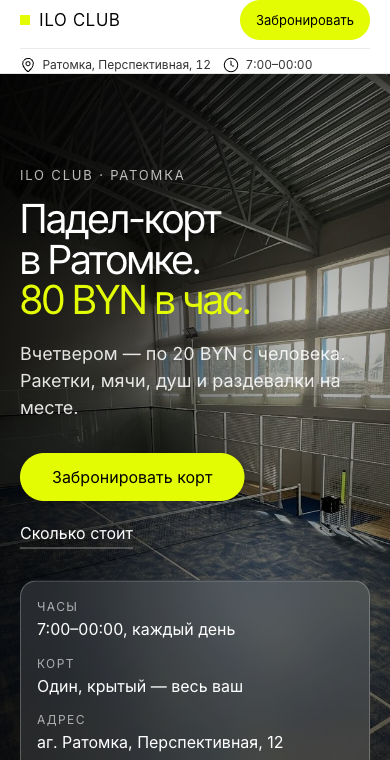 ILO CLUB
Забронировать
Ратомка, Перспективная, 12
7:00–00:00
ILO CLUB · РАТОМКА
Падел-корт
в Ратомке.
80 BYN в час.
Вчетвером — по 20 BYN с человека.
Ракетки, мячи, душ и раздевалки на
месте.
Забронировать корт
Сколько стоит
ЧАСЫ
7:00–00:00, каждый день
КОРТ
Один, крытый — весь ваш
АДРЕС
аг. Ратомка, Перспективная, 12